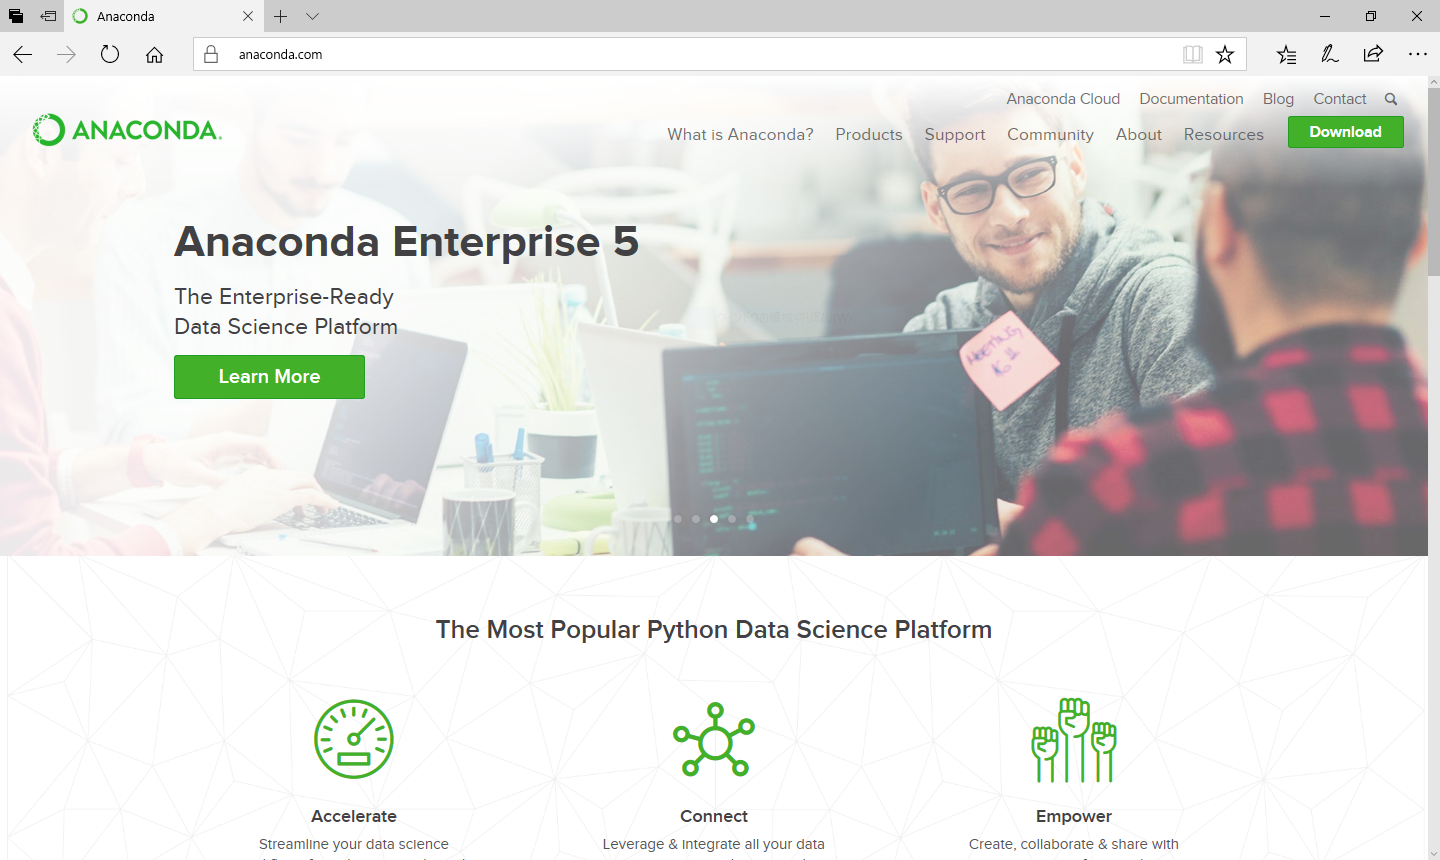 Anaconda
anaconda.com
Anaconda Cloud Documentation Blog Contact
ANACONDA.
What is Anaconda? Products Support Community About Resources Download
Anaconda Enterprise 5
The Enterprise-Ready
Data Science Platform
MEETING
Learn More
The Most Popular Python Data Science Platform
Accelerate Connect Empower
Streamline your data science Leverage & integrate all your data Create, collaborate & share with